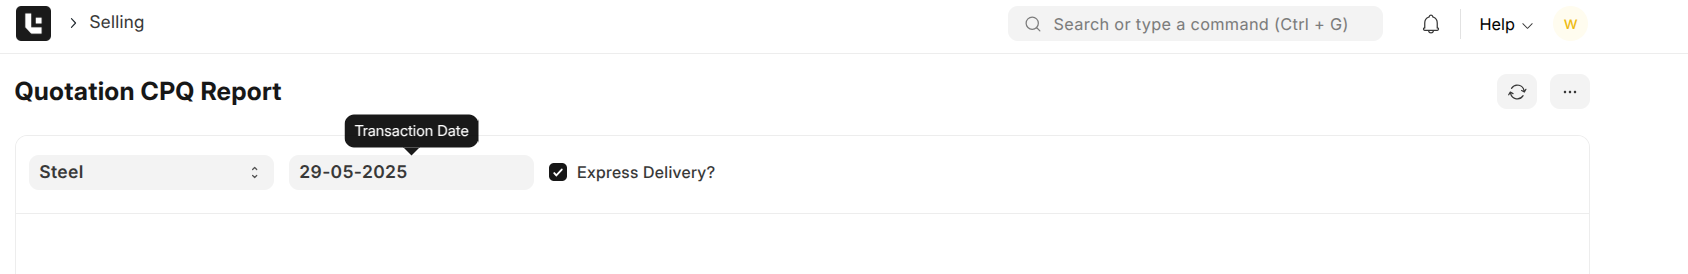 Selling
Search or type a command (Ctrl + G)
Help
W
Quotation CPQ Report
Transaction Date
Steel
29-05-2025
Express Delivery?